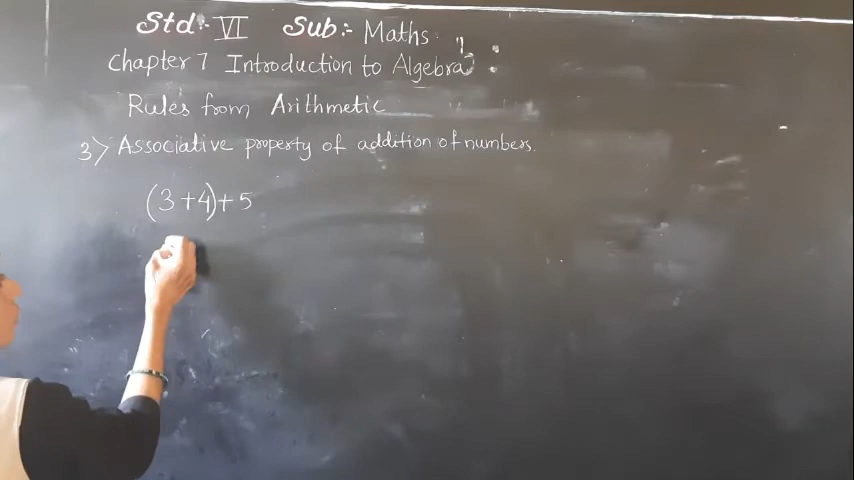 Std:- VI Sub:- Maths
Chapter 7 Introduction to Algebra
Rules from Arithmetic
3> Associative property of addition of numbers.
(3+4)+5